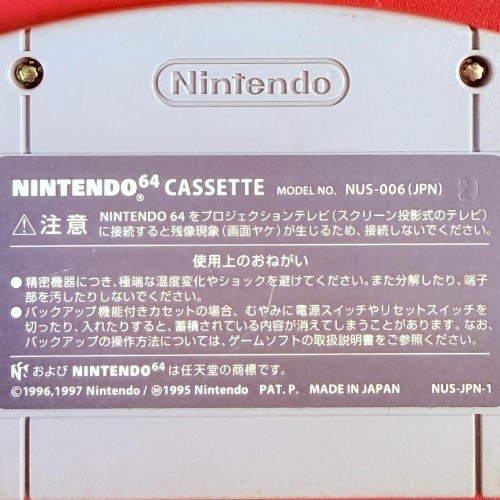 Nintendo
NINTENDO64 CASSETTE MODEL NO. NUS-006(JPN)
⚠注意 NINTENDO 64 をプロジェクションテレビ(スクリーン投影式のテレビ)
に接続すると残像現象(画面ヤケ)が生じるため、接続しないでください。
使用上のおねがい
●精密機器につき、極端な温度変化やショックを避けてください。また分解したり、端子
部を汚したりしないでください。
●バックアップ機能付きカセットの場合、むやみに電源スイッチやリセットスイッチを
切ったり、入れたりすると、蓄積されている内容が消えてしまうことがあります。なお、
バックアップの操作方法については、ゲームソフトの取扱説明書をご参照ください。
および NINTENDO64 は任天堂の商標です。
©1996,1997 Nintendo/Ⓜ1995 Nintendo PAT. P. MADE IN JAPAN NUS-JPN-1